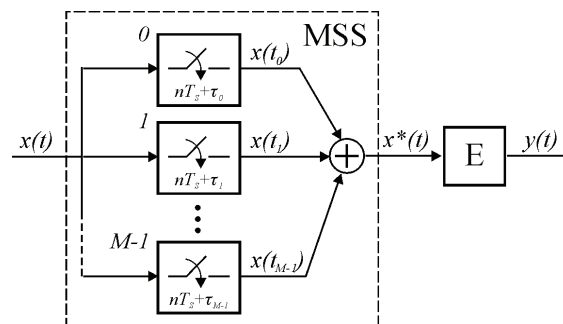 MSS
0
nTs+τ0
x(t0)
x(t)
1
nTs+τ1
x(t1)
x*(t)
E
y(t)
M-1
nTs+τM-1
x(tM-1)